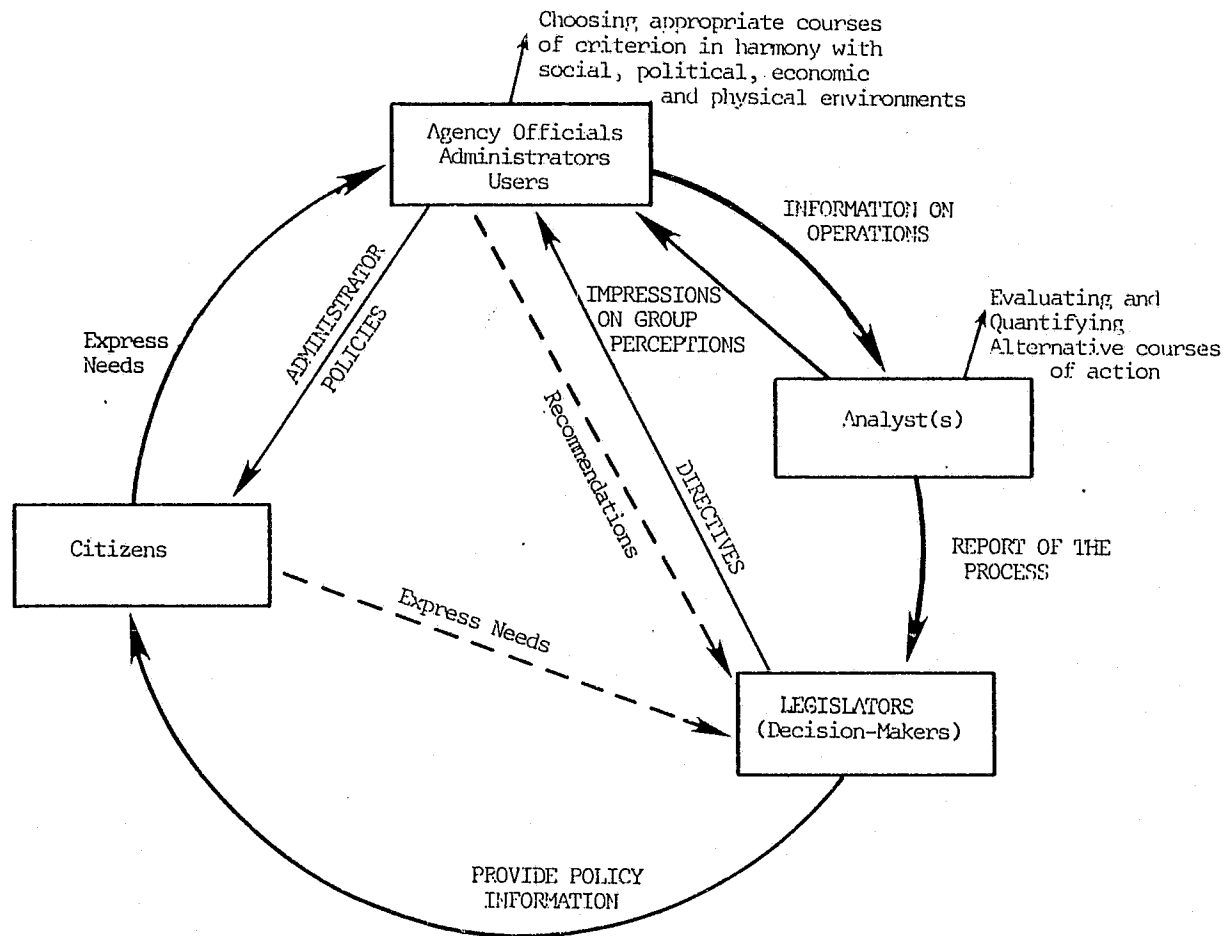 Choosing appropriate courses
of criterion in harmony with
social, political, economic
and physical environments
Agency Officials
Administrators
Users
INFORMATION ON
OPERATIONS
IMPRESSIONS
ON GROUP
PERCEPTIONS
Evaluating and
Quantifying
Alternative courses
of action
ADMINISTRATOR
POLICIES
Express
Needs
Recommendations
Analyst(s)
DIRECTIVES
Citizens
REPORT OF THE
PROCESS
Express Needs
LEGISLATORS
(Decision-Makers)
PROVIDE POLICY
INFORMATION